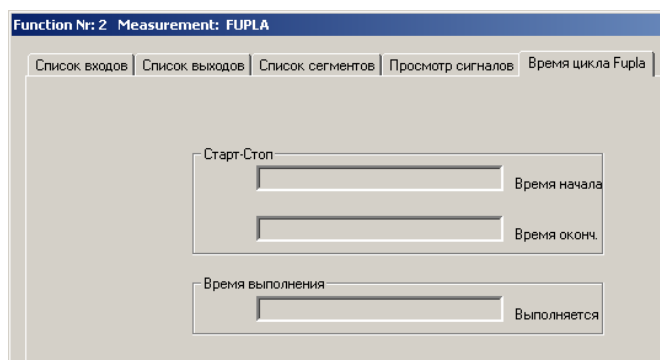 Function Nr: 2 Measurement: FUPLA
Список входов Список выходов Список сегментов Просмотр сигналов Время цикла Fupla
Старт-Стоп
Время начала
Время оконч.
Время выполнения
Выполняется